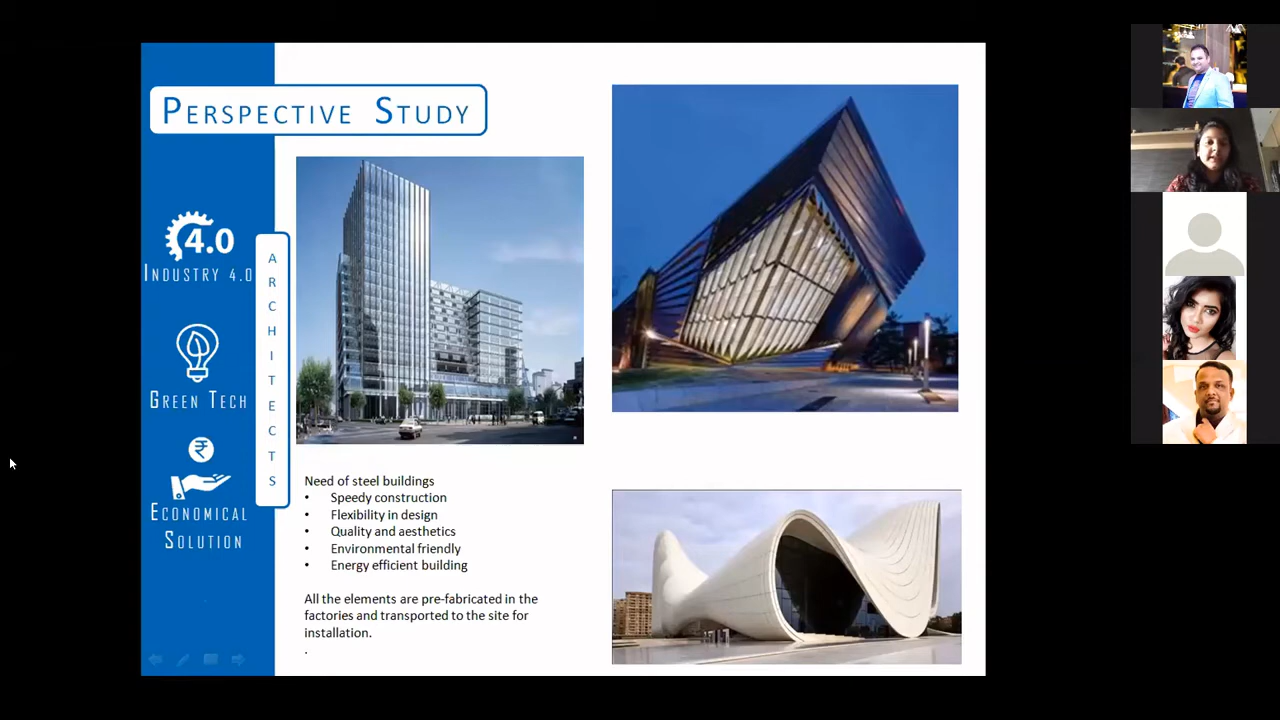 PERSPECTIVE STUDY
4.0
INDUSTRY 4.0
GREEN TECH
₹
ECONOMICAL
SOLUTION
ARCHITECTS
Need of steel buildings
• Speedy construction
• Flexibility in design
• Quality and aesthetics
• Environmental friendly
• Energy efficient building
All the elements are pre-fabricated in the
factories and transported to the site for
installation.
.